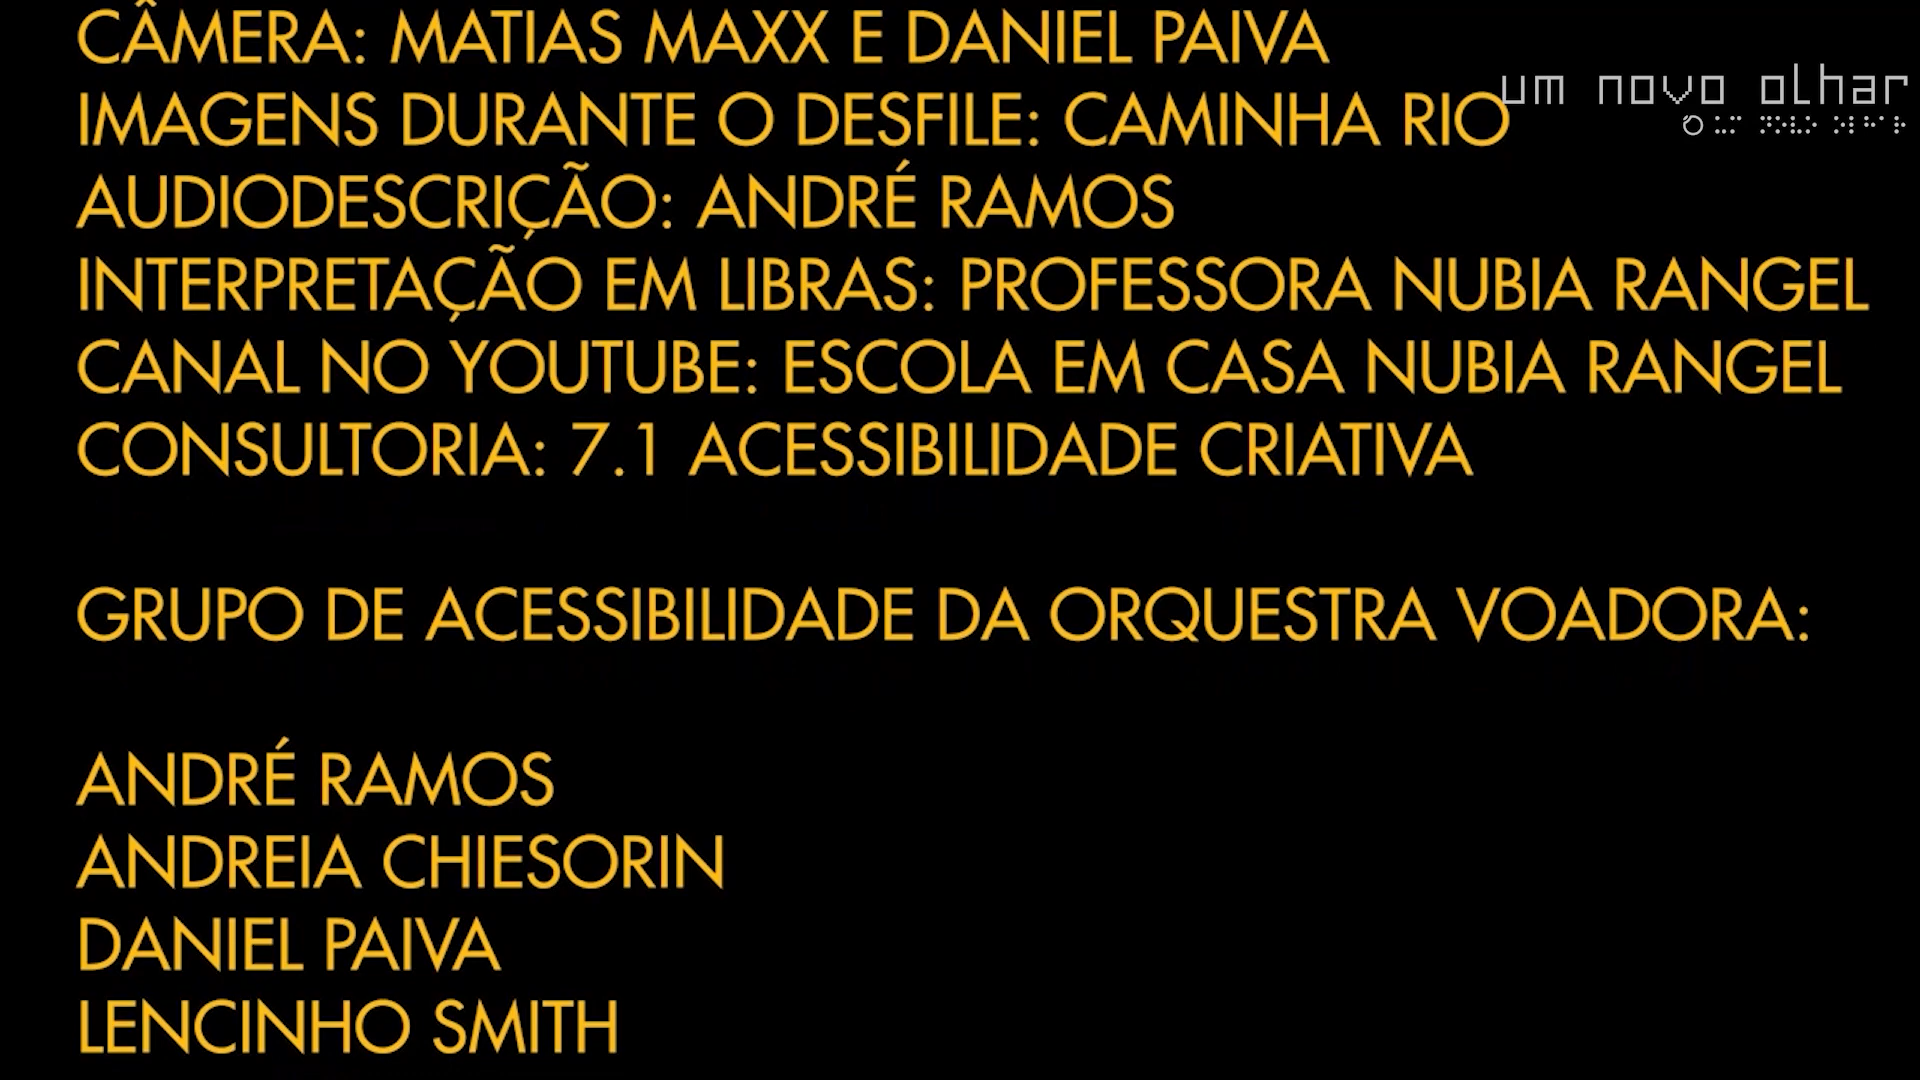 CÂMERA: MATIAS MAXX E DANIEL PAIVA
um novo olhar
IMAGENS DURANTE O DESFILE: CAMINHA RIO
AUDIODESCRIÇÃO: ANDRÉ RAMOS
INTERPRETAÇÃO EM LIBRAS: PROFESSORA NUBIA RANGEL
CANAL NO YOUTUBE: ESCOLA EM CASA NUBIA RANGEL
CONSULTORIA: 7.1 ACESSIBILIDADE CRIATIVA
GRUPO DE ACESSIBILIDADE DA ORQUESTRA VOADORA:
ANDRÉ RAMOS
ANDREIA CHIESORIN
DANIEL PAIVA
LENCINHO SMITH